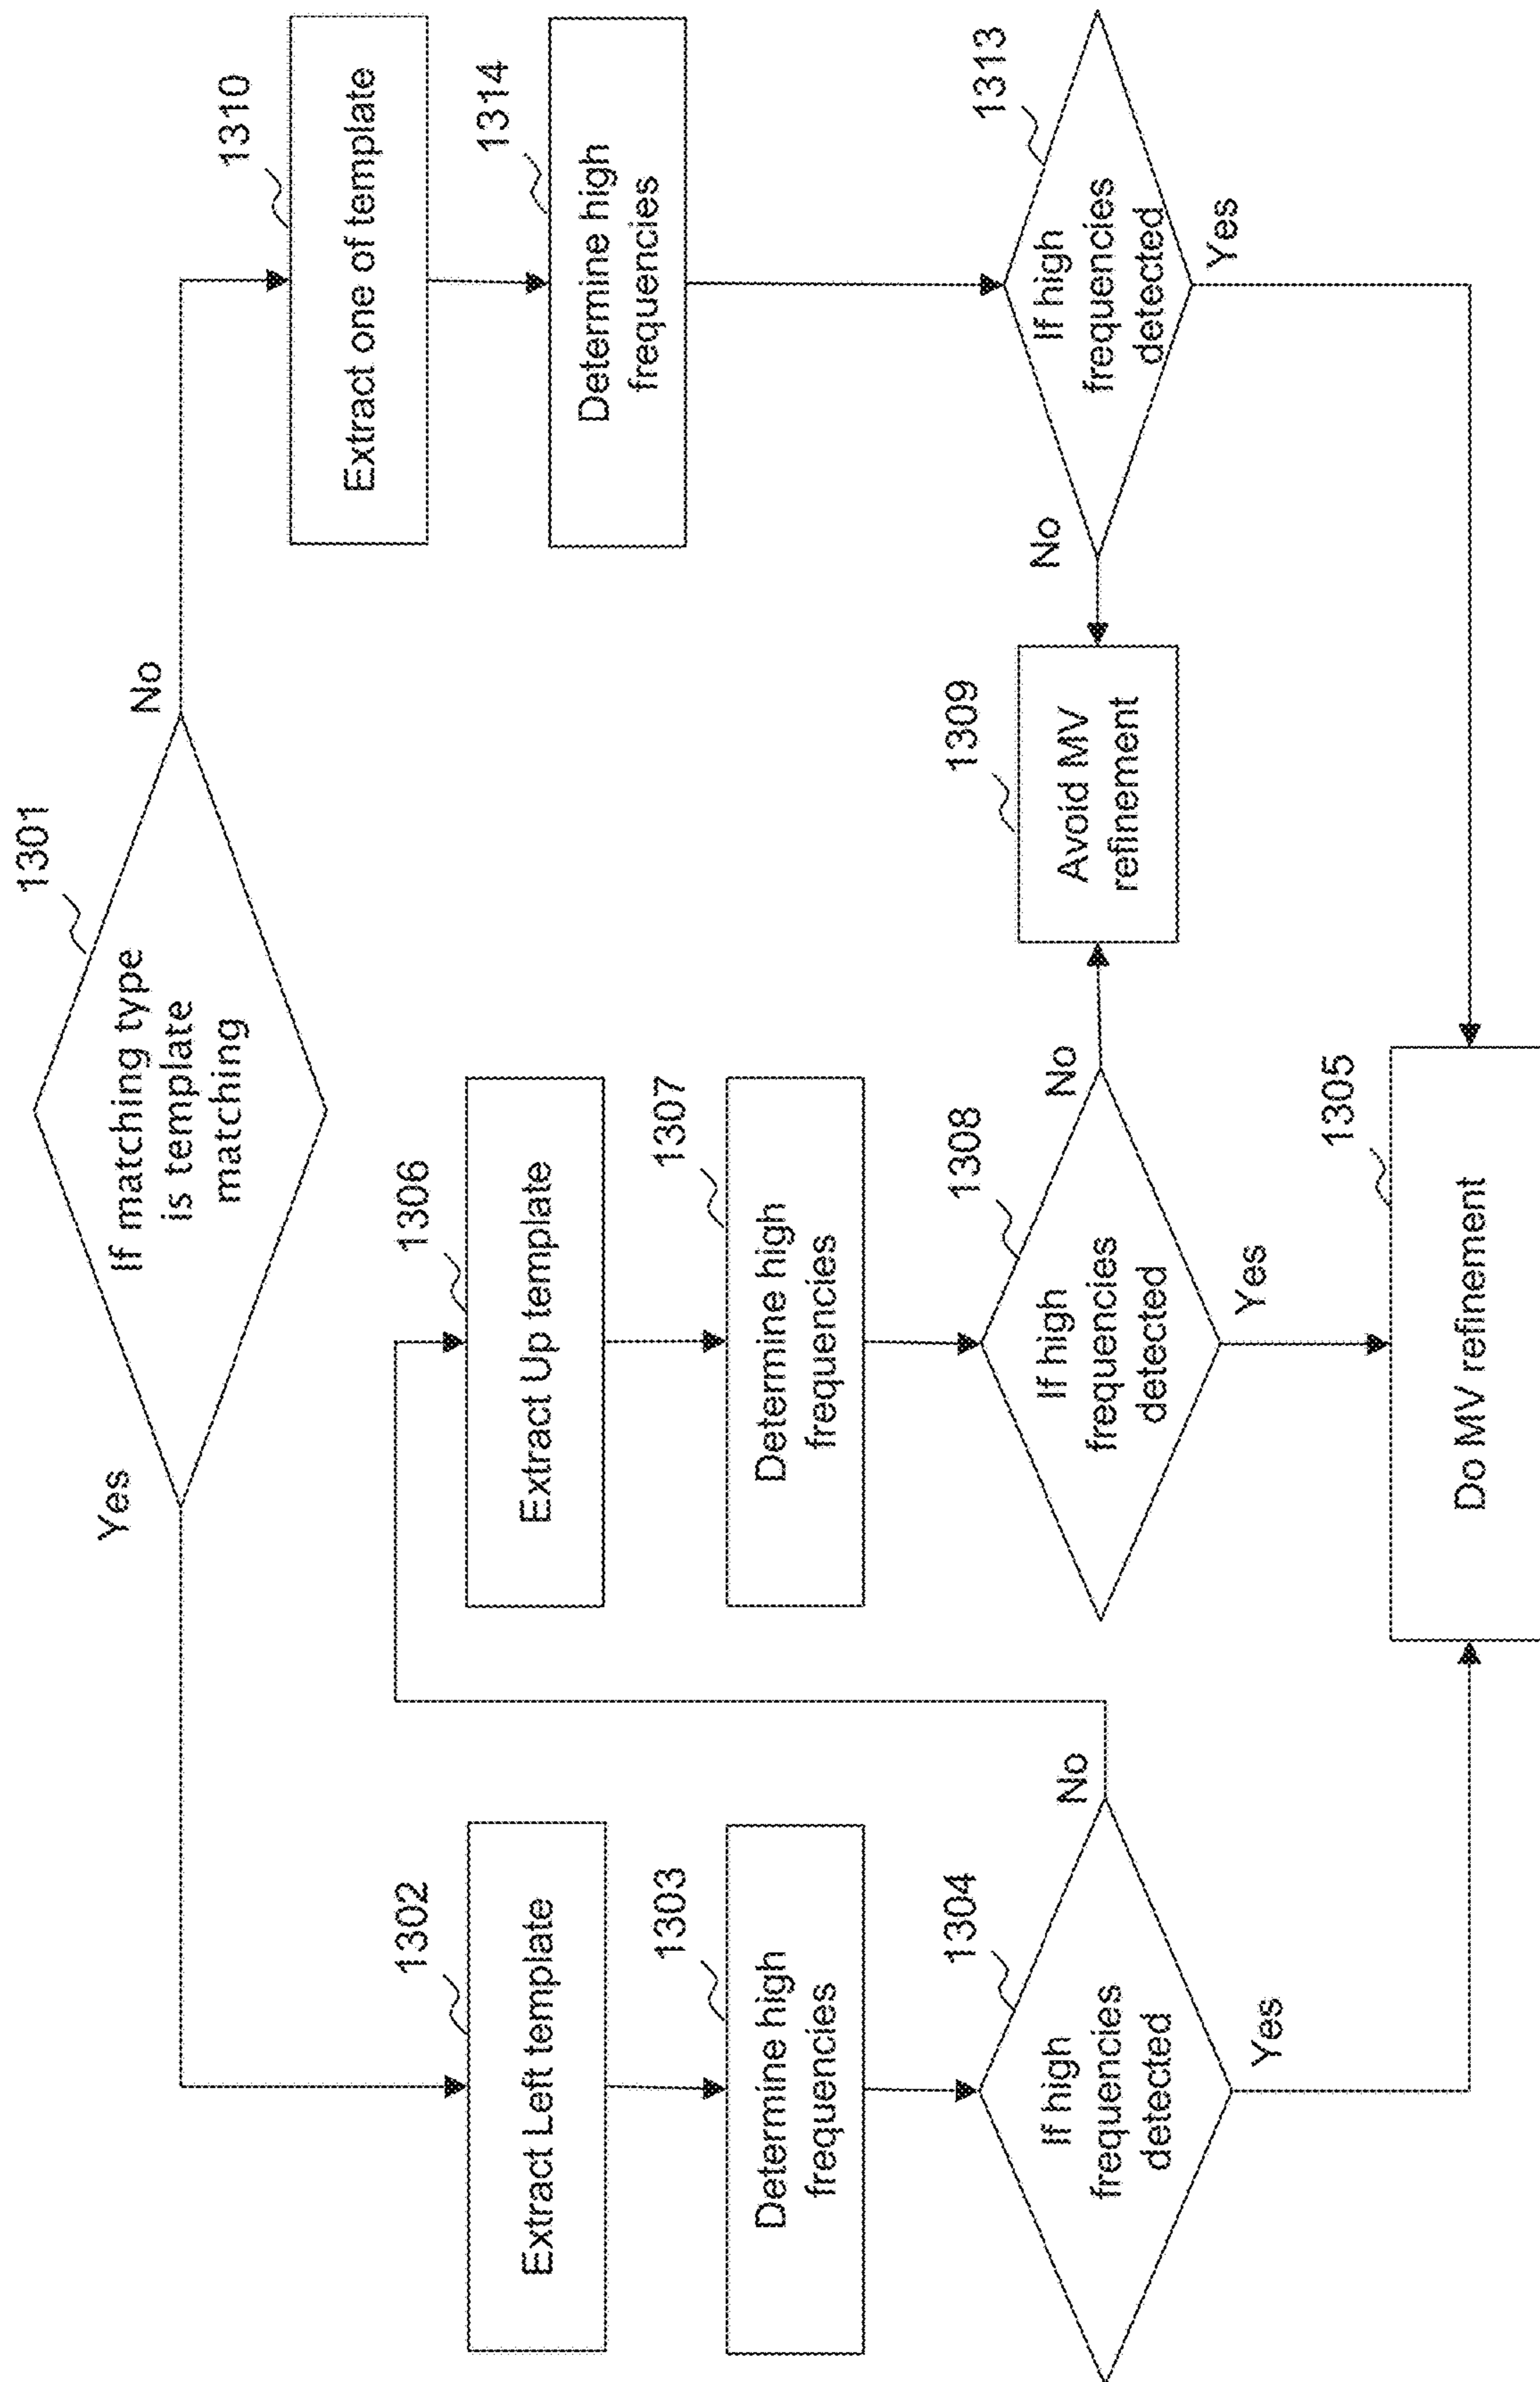 1301
If matching type
is template
matching
Yes
No
1302
Extract Left template
1303
Determine high
frequencies
1304
If high
frequencies
detected
No
Yes
1306
Extract Up template
1307
Determine high
frequencies
1308
If high
frequencies
detected
No
Yes
1309
Avoid MV
refinement
1310
Extract one of template
1314
Determine high
frequencies
1313
If high
frequencies
detected
No
Yes
1305
Do MV refinement